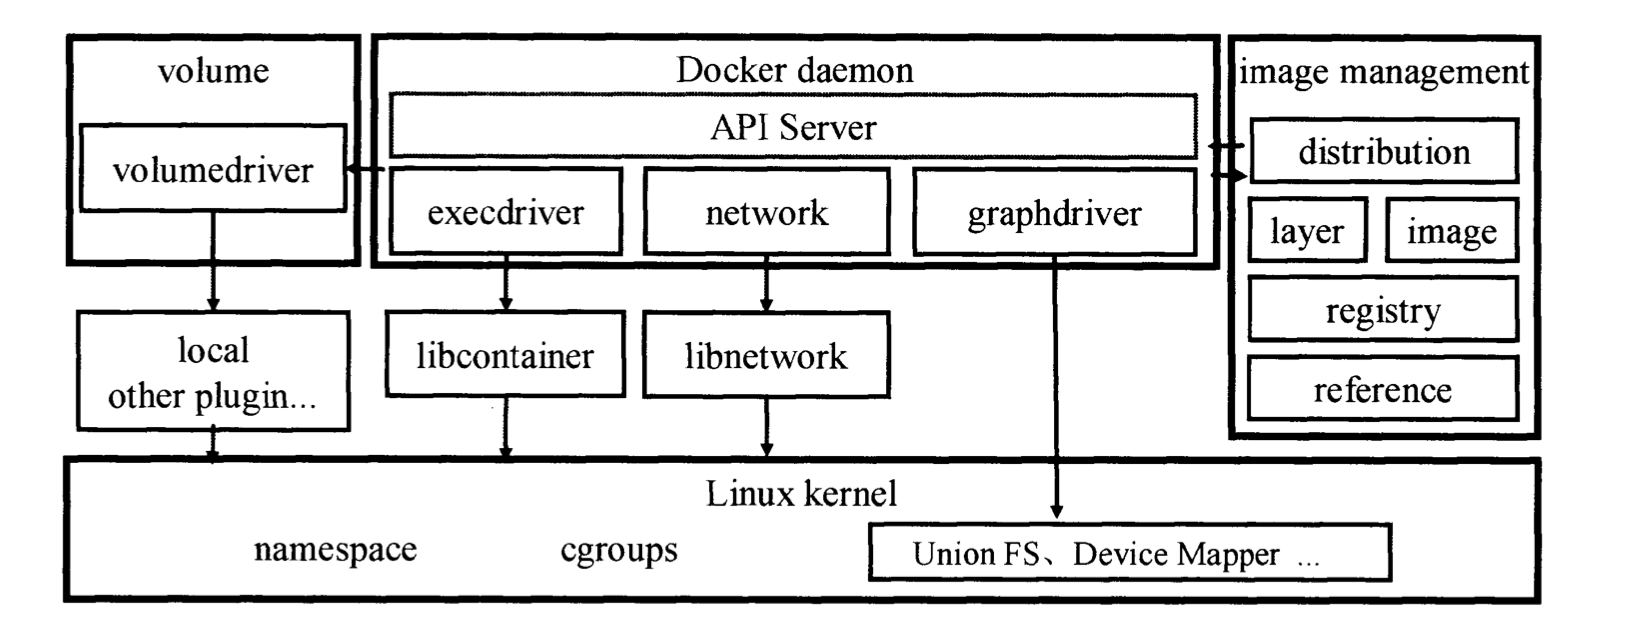 volume
volumedriver
local
other plugin...
Docker daemon
API Server
execdriver
network
graphdriver
libcontainer
libnetwork
image management
distribution
layer
image
registry
reference
Linux kernel
namespace
cgroups
Union FS、Device Mapper ...